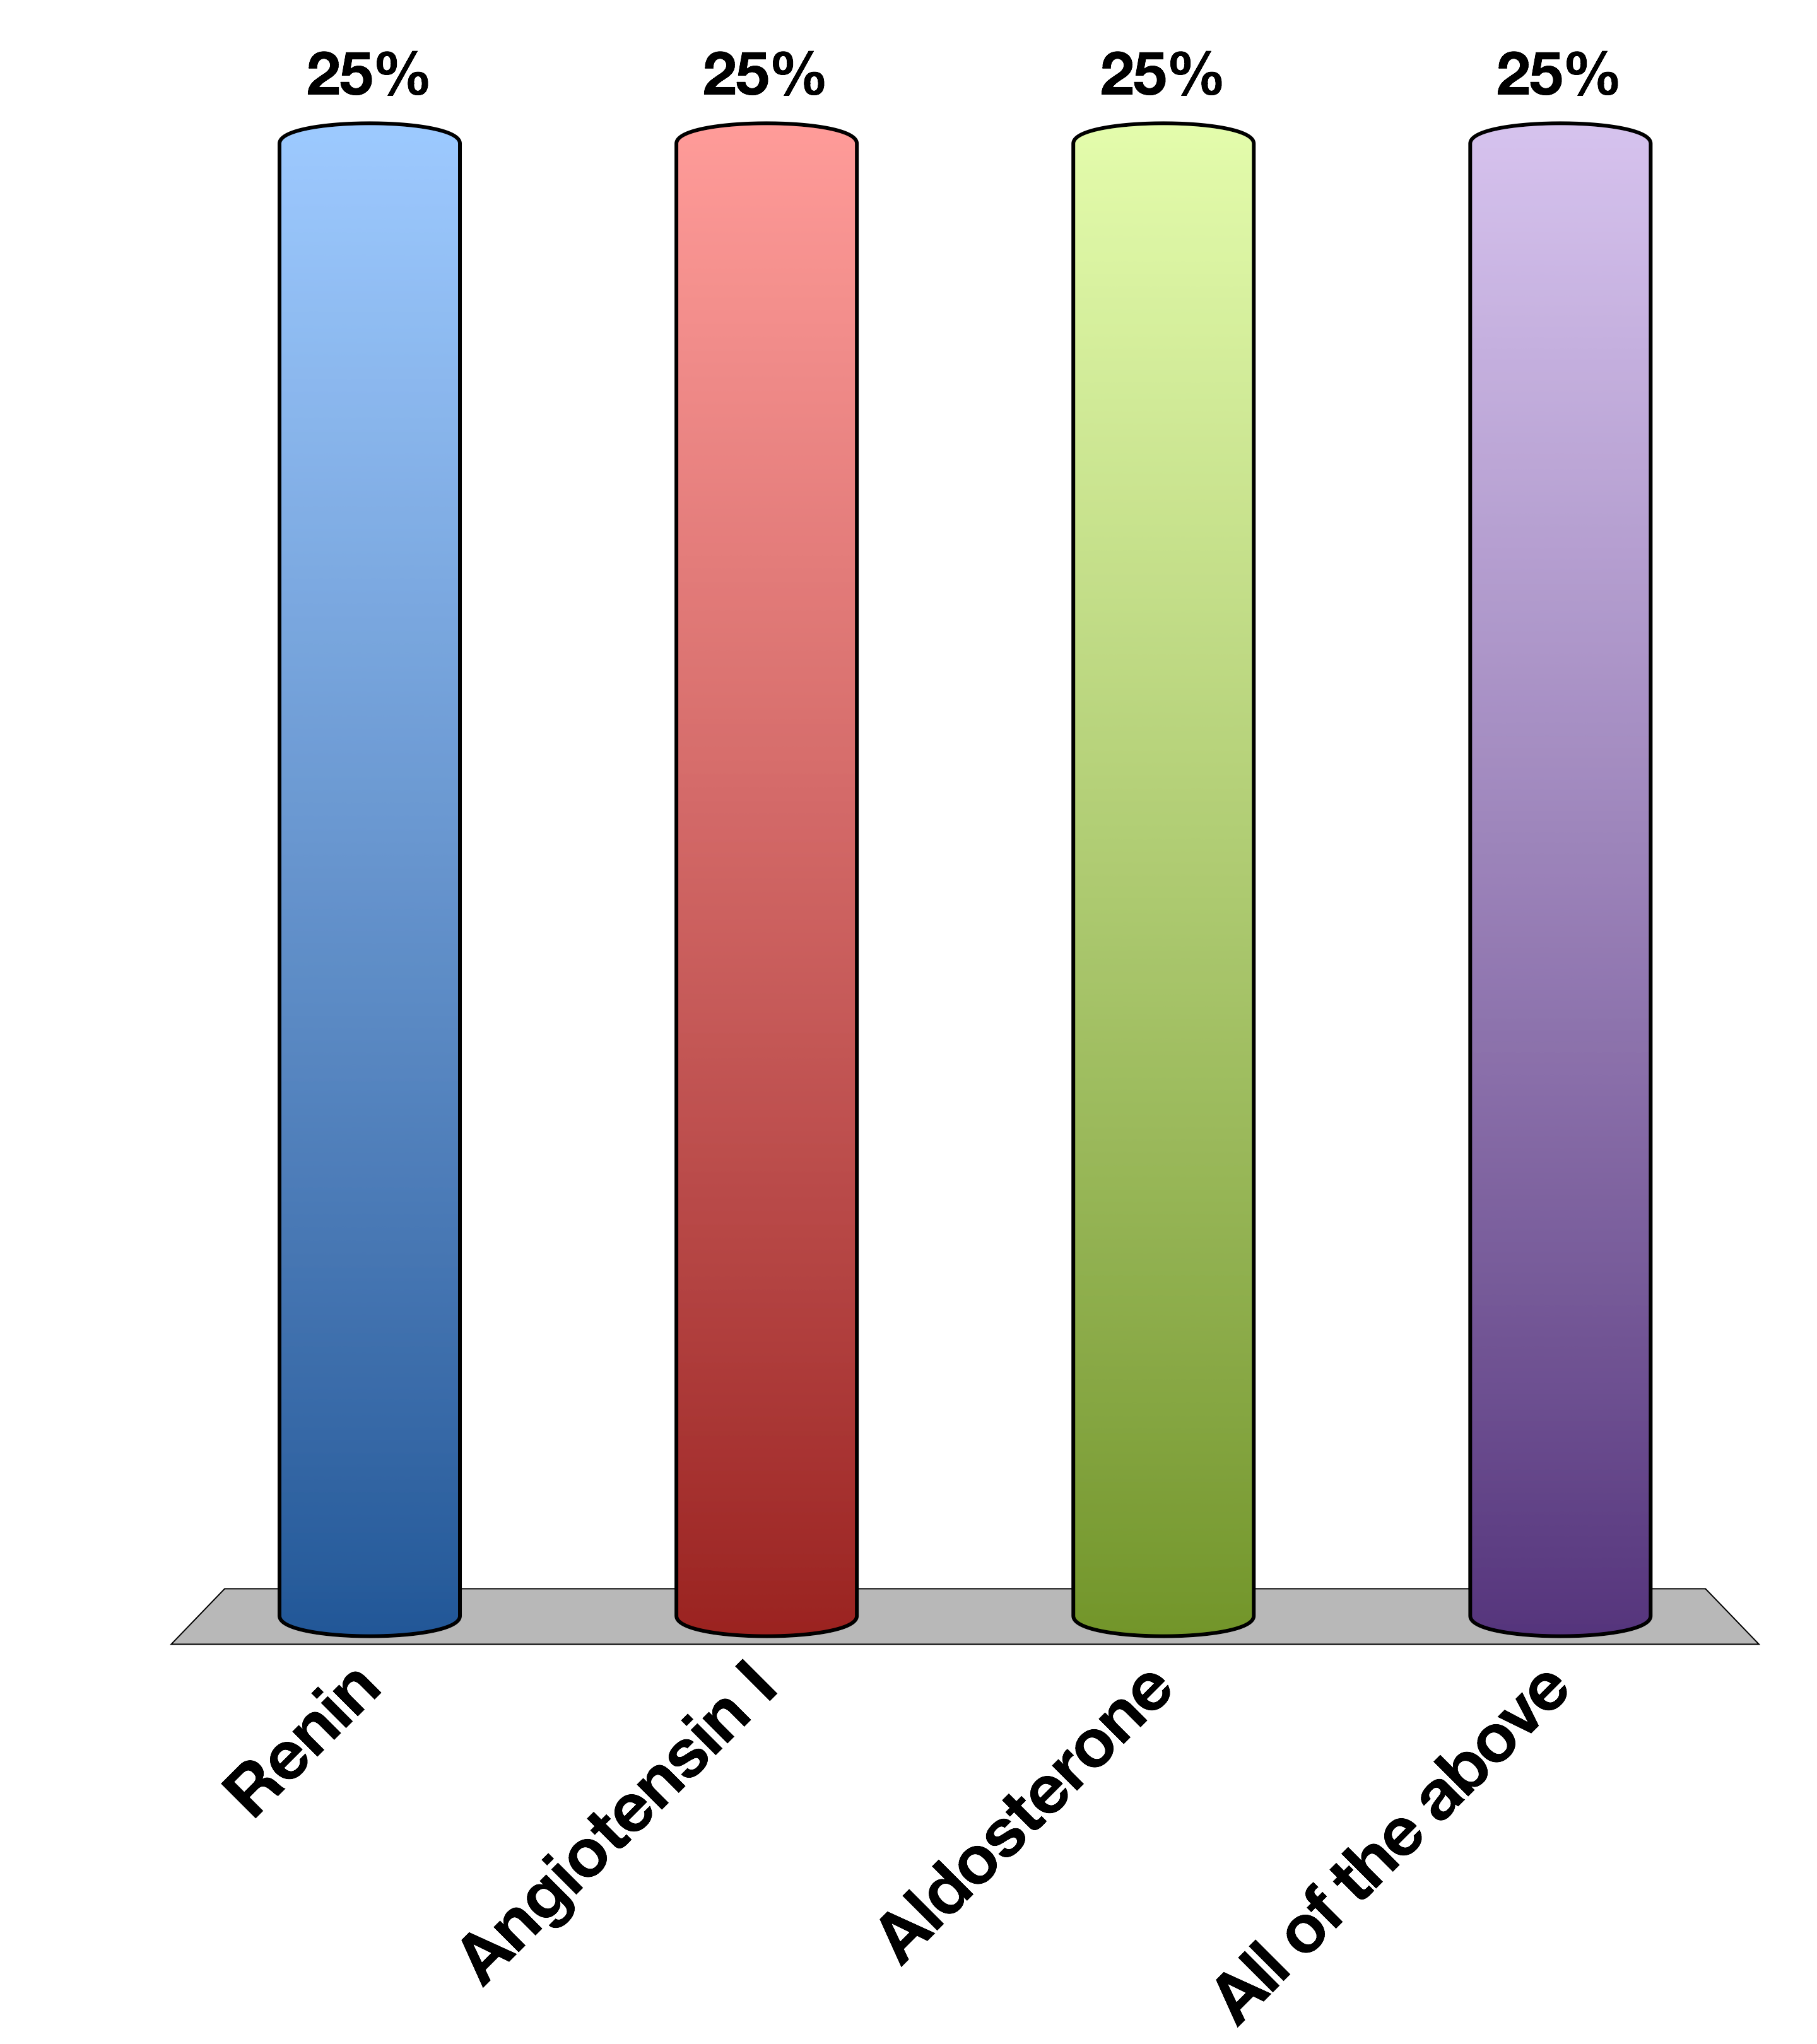 25% 25% 25% 25%
Renin
Angiotensin I
Aldosterone
All of the above